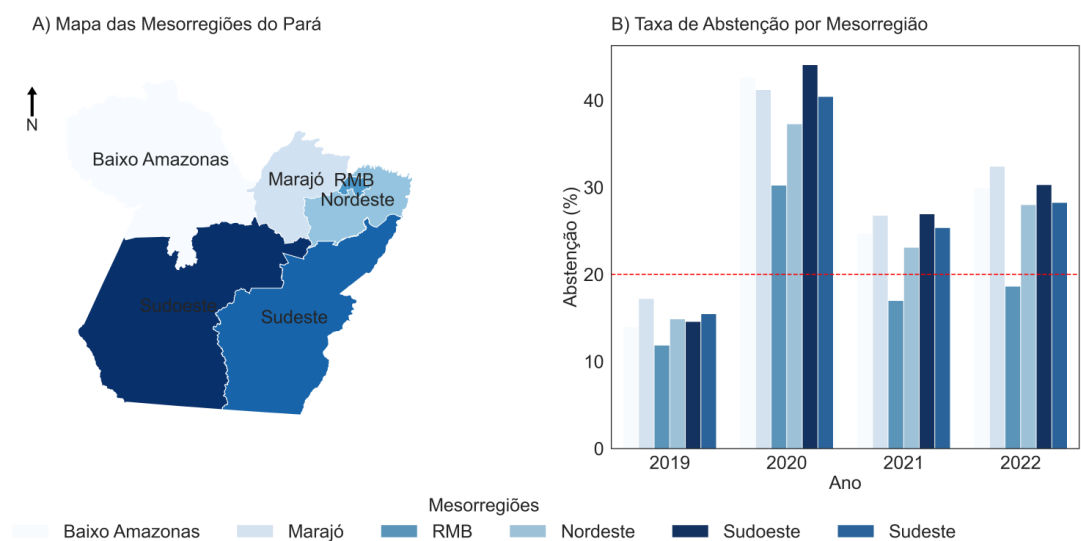 A) Mapa das Mesorregiões do Pará
N
Baixo Amazonas
Marajó
RMB
Nordeste
Sudoeste
Sudeste
B) Taxa de Abstenção por Mesorregião
Abstenção (%)
40
30
20
10
0
2019 2020 2021 2022
Ano
Mesorregiões
Baixo Amazonas Marajó RMB Nordeste Sudoeste Sudeste